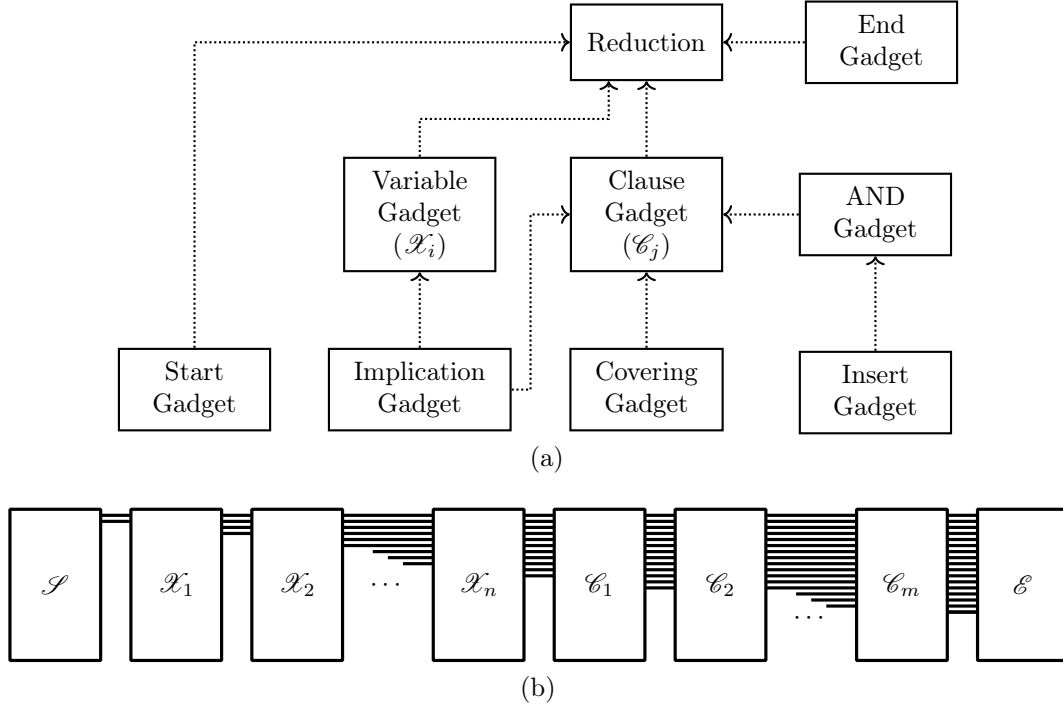 Reduction
End
Gadget
Variable
Gadget
(𝒳ᵢ)
Clause
Gadget
(𝒞ⱼ)
AND
Gadget
Start
Gadget
Implication
Gadget
Covering
Gadget
Insert
Gadget
(a)
𝒮 𝒳₁ 𝒳₂ ... 𝒳ₙ 𝒞₁ 𝒞₂ ... 𝒞ₘ ℰ
(b)